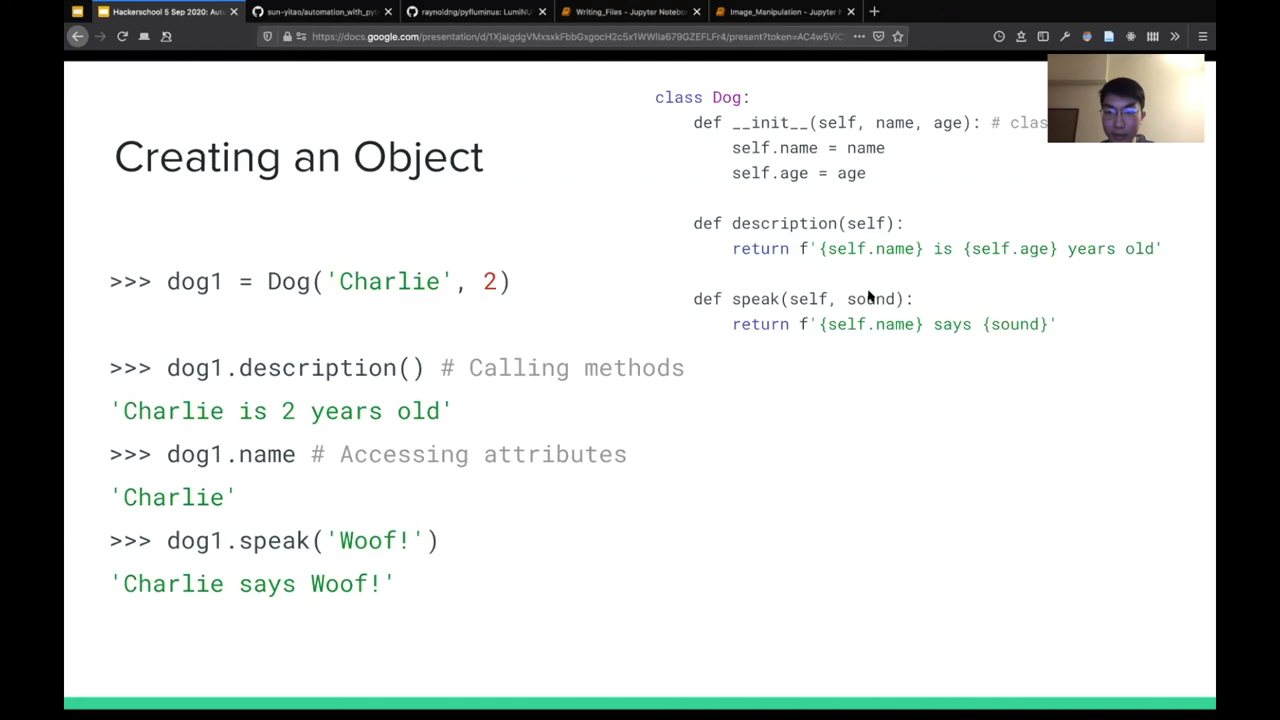 Hackerschool 5 Sep 2020: Aut
sun-yitao/automation_with_pyt
raynoldng/pyfluminus: LumiNU
Writing_Files - Jupyter Notebo
Image_Manipulation - Jupyter N
class Dog:
def __init__(self, name, age): # clas
self.name = name
self.age = age
Creating an Object
def description(self):
return f'{self.name} is {self.age} years old'
>>> dog1 = Dog('Charlie', 2)
def speak(self, sound):
return f'{self.name} says {sound}'
>>> dog1.description() # Calling methods
'Charlie is 2 years old'
>>> dog1.name # Accessing attributes
'Charlie'
>>> dog1.speak('Woof!')
'Charlie says Woof!'